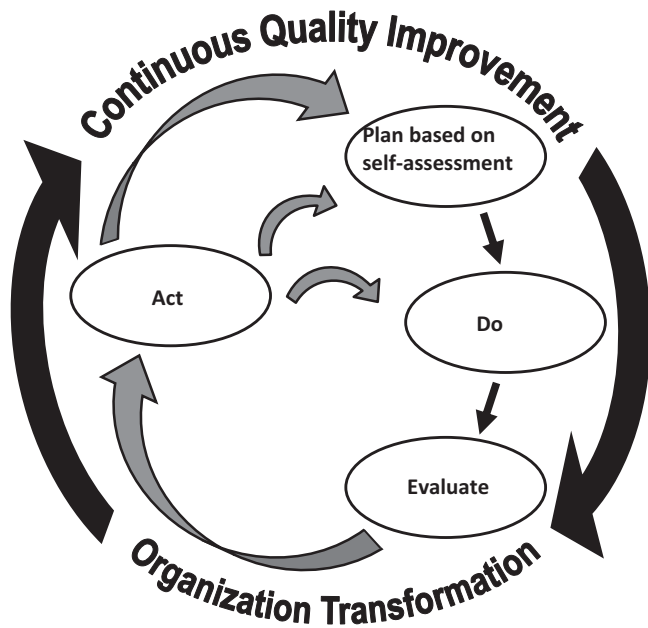 Continuous Quality Improvement
Plan based on
self-assessment
Act
Do
Evaluate
Organization Transformation